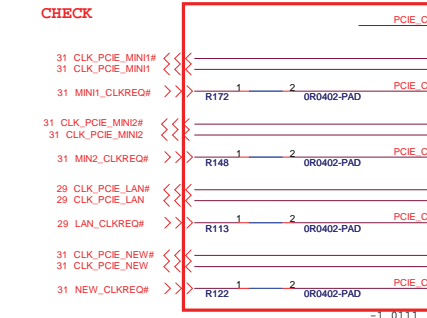 CHECK
PCIE_C
31 CLK_PCIE_MINI1#
31 CLK_PCIE_MINI1
31 MINI1_CLKREQ#
1 2
PCIE_C
R172 0R0402-PAD
31 CLK_PCIE_MINI2#
31 CLK_PCIE_MINI2
31 MIN2_CLKREQ#
1 2
PCIE_C
R148 0R0402-PAD
29 CLK_PCIE_LAN#
29 CLK_PCIE_LAN
29 LAN_CLKREQ#
1 2
PCIE_C
R113 0R0402-PAD
31 CLK_PCIE_NEW#
31 CLK_PCIE_NEW
31 NEW_CLKREQ#
1 2
PCIE_C
R122 0R0402-PAD
-1 0111